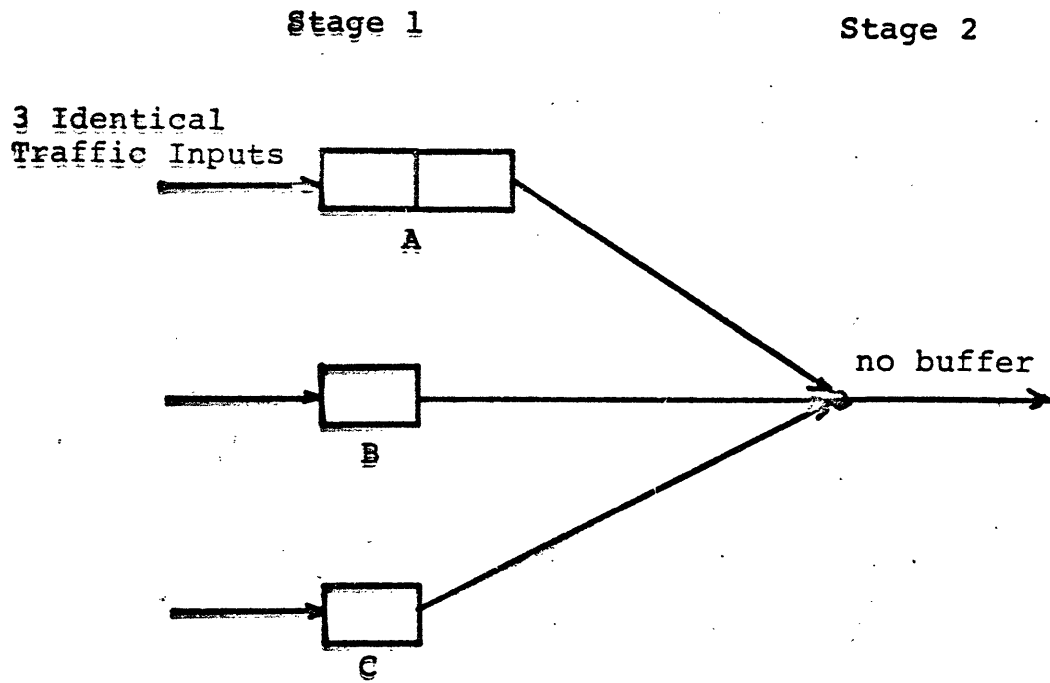 Stage 1
Stage 2
3 Identical
Traffic Inputs
A
no buffer
B
C